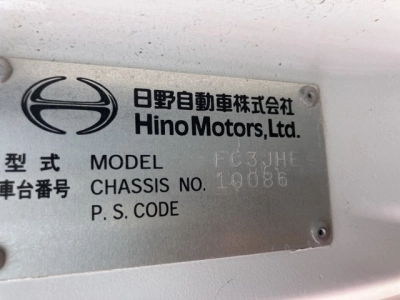 日野自動車株式会社
Hino Motors, Ltd.
型式 MODEL FC3JHE
車台番号 CHASSIS NO. 10086
P. S. CODE